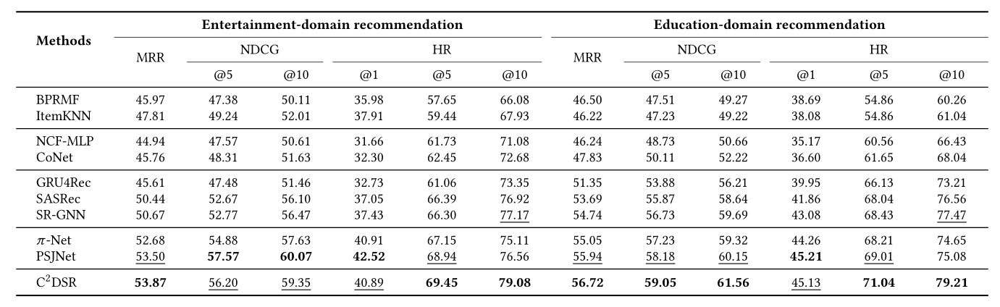 Entertainment-domain recommendation Education-domain recommendation
Methods
NDCG HR NDCG HR
MRR MRR
@5 @10 @1 @5 @10 @5 @10 @1 @5 @10
BPRMF 45.97 47.38 50.11 35.98 57.65 66.08 46.50 47.51 49.27 38.69 54.86 60.26
ItemKNN 47.81 49.24 52.01 37.91 59.44 67.93 46.22 47.23 49.22 38.08 54.86 61.04
NCF-MLP 44.94 47.57 50.61 31.66 61.73 71.08 46.24 48.73 50.66 35.17 60.56 66.43
CoNet 45.76 48.31 51.63 32.30 62.45 72.68 47.83 50.11 52.22 36.60 61.65 68.04
GRU4Rec 45.61 47.48 51.46 32.73 61.06 73.35 51.35 53.88 56.21 39.95 66.13 73.21
SASRec 50.44 52.67 56.10 37.05 66.39 76.92 53.69 55.87 58.64 41.86 68.04 76.56
SR-GNN 50.67 52.77 56.47 37.43 66.30 77.17 54.74 56.73 59.69 43.08 68.43 77.47
π-Net 52.68 54.88 57.63 40.91 67.15 75.11 55.05 57.23 59.32 44.26 68.21 74.65
PSJNet 53.50 57.57 60.07 42.52 68.94 76.56 55.94 58.18 60.15 45.21 69.01 75.08
C²DSR 53.87 56.20 59.35 40.89 69.45 79.08 56.72 59.05 61.56 45.13 71.04 79.21